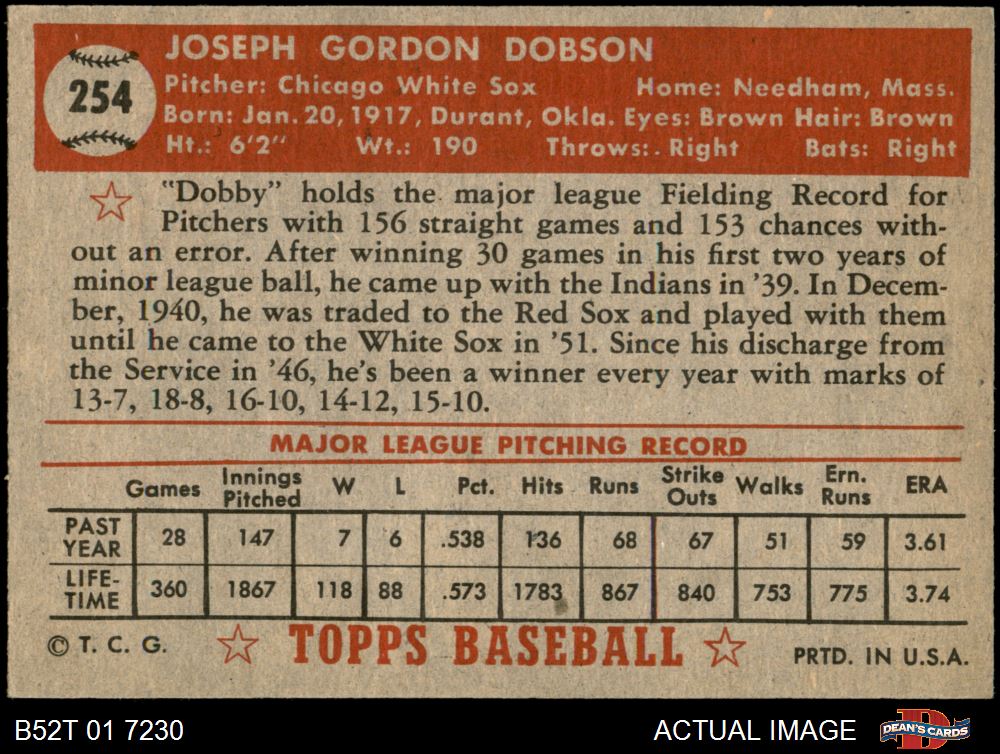 254
JOSEPH GORDON DOBSON
Pitcher: Chicago White Sox Home: Needham, Mass.
Born: Jan. 20, 1917, Durant, Okla. Eyes: Brown Hair: Brown
Ht.: 6'2" Wt.: 190 Throws: Right Bats: Right
"Dobby" holds the major league Fielding Record for
Pitchers with 156 straight games and 153 chances with-
out an error. After winning 30 games in his first two years of
minor league ball, he came up with the Indians in '39. In Decem-
ber, 1940, he was traded to the Red Sox and played with them
until he came to the White Sox in '51. Since his discharge from
the Service in '46, he's been a winner every year with marks of
13-7, 18-8, 16-10, 14-12, 15-10.
MAJOR LEAGUE PITCHING RECORD
Games Innings Pitched W L Pct. Hits Runs Strike Outs Walks Ern. Runs ERA
PAST YEAR 28 147 7 6 .538 136 68 67 51 59 3.61
LIFE-TIME 360 1867 118 88 .573 1783 867 840 753 775 3.74
© T. C. G. TOPPS BASEBALL PRTD. IN U.S.A.
B52T 01 7230 ACTUAL IMAGE DEAN'S CARDS